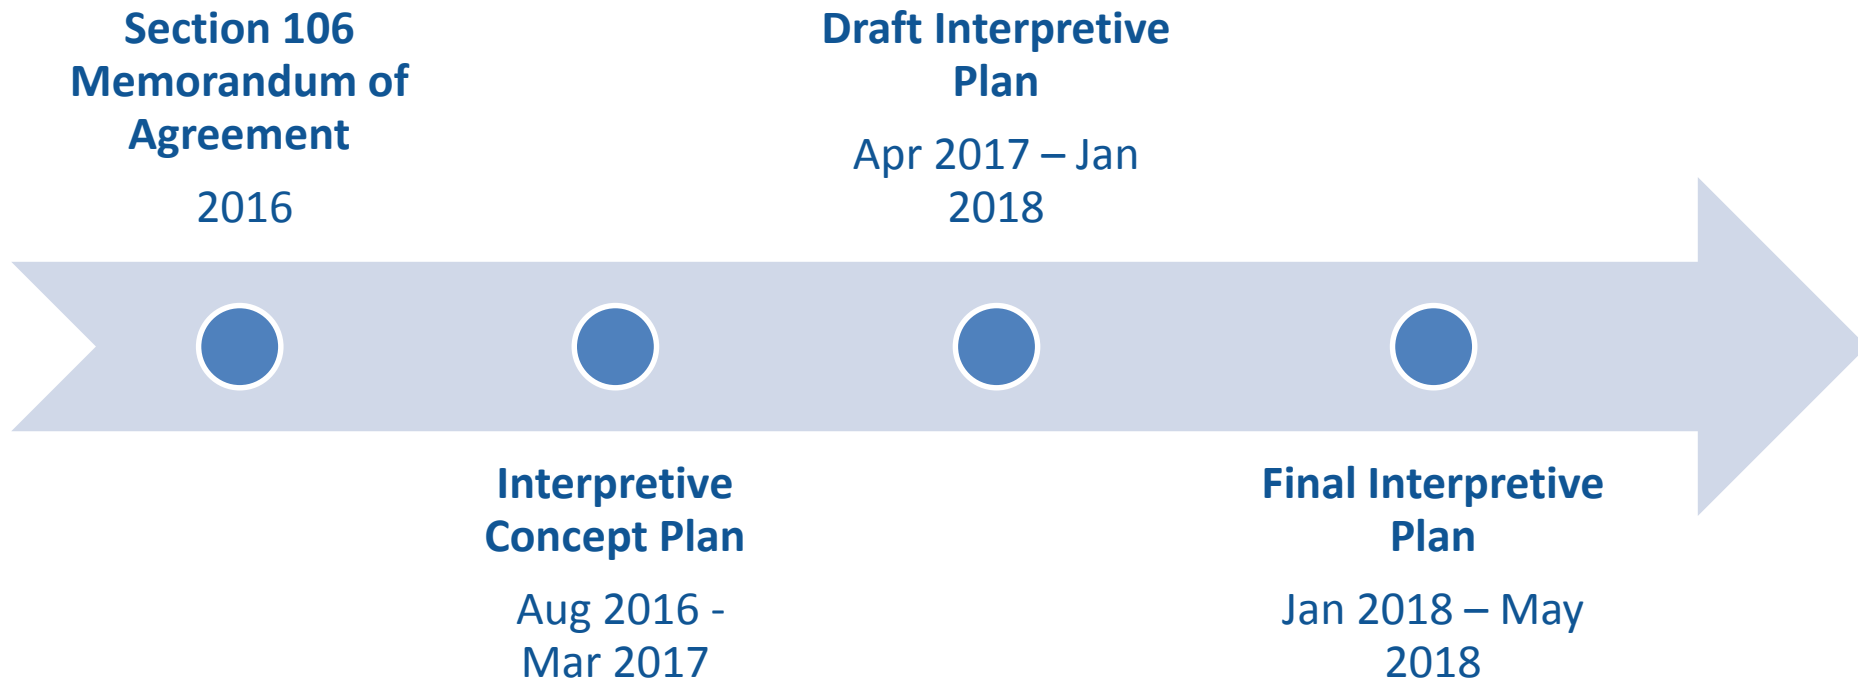 Section 106
Memorandum of
Agreement
2016
Interpretive
Concept Plan
Aug 2016 -
Mar 2017
Draft Interpretive
Plan
Apr 2017 – Jan
2018
Final Interpretive
Plan
Jan 2018 – May
2018